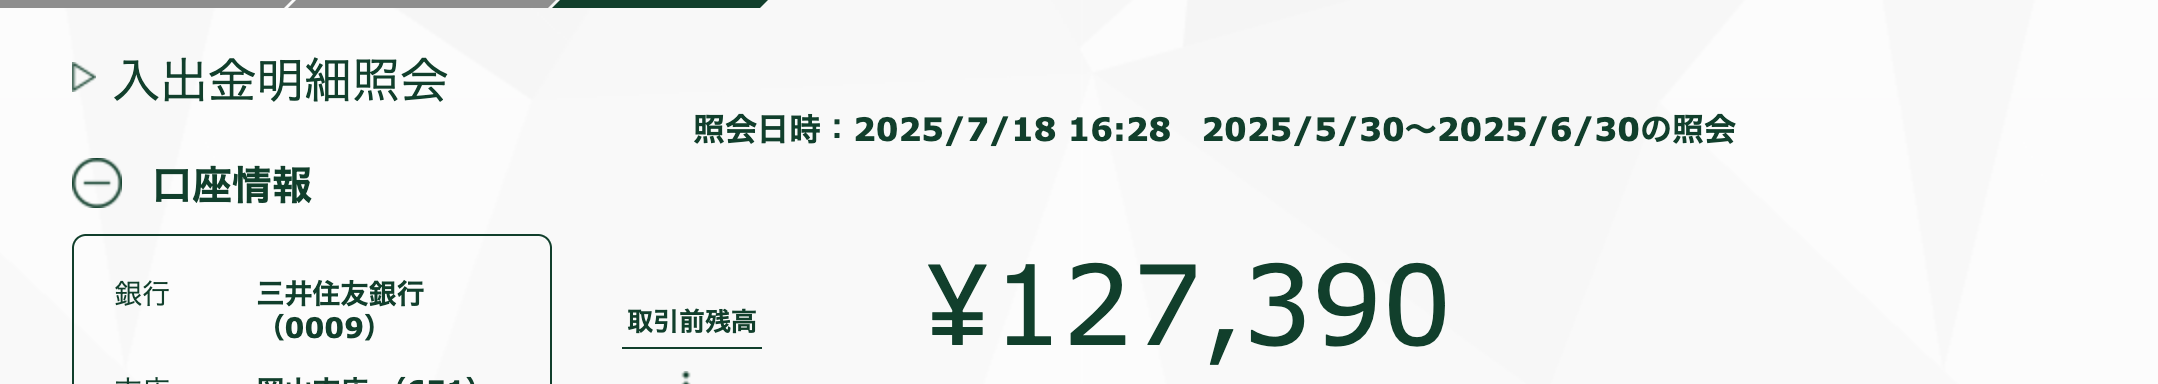 入出金明細照会
照会日時：2025/7/18 16:28 2025/5/30～2025/6/30の照会
口座情報
銀行 三井住友銀行
（0009）
取引前残高 ¥127,390